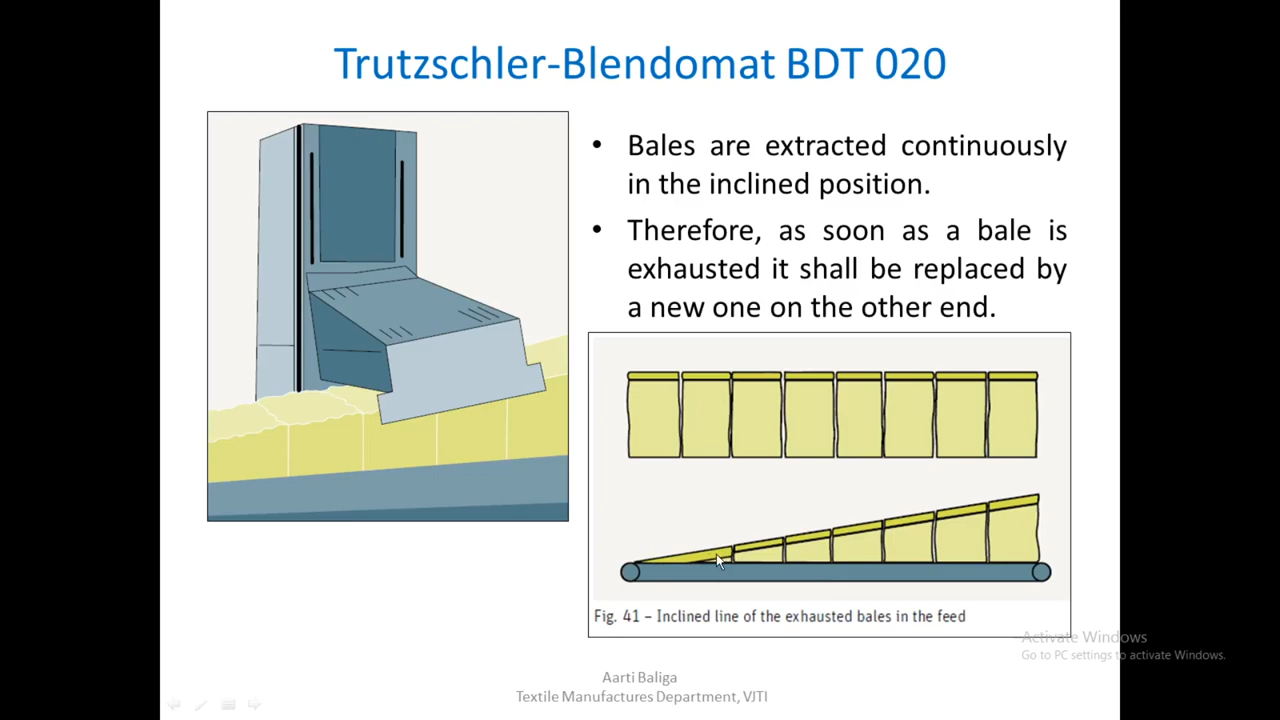 Trutzschler-Blendomat BDT 020
• Bales are extracted continuously
in the inclined position.
• Therefore, as soon as a bale is
exhausted it shall be replaced by
a new one on the other end.
Fig. 41 – Inclined line of the exhausted bales in the feed
Activate Windows
Go to PC settings to activate Windows.
Aarti Baliga
Textile Manufactures Department, VJTI